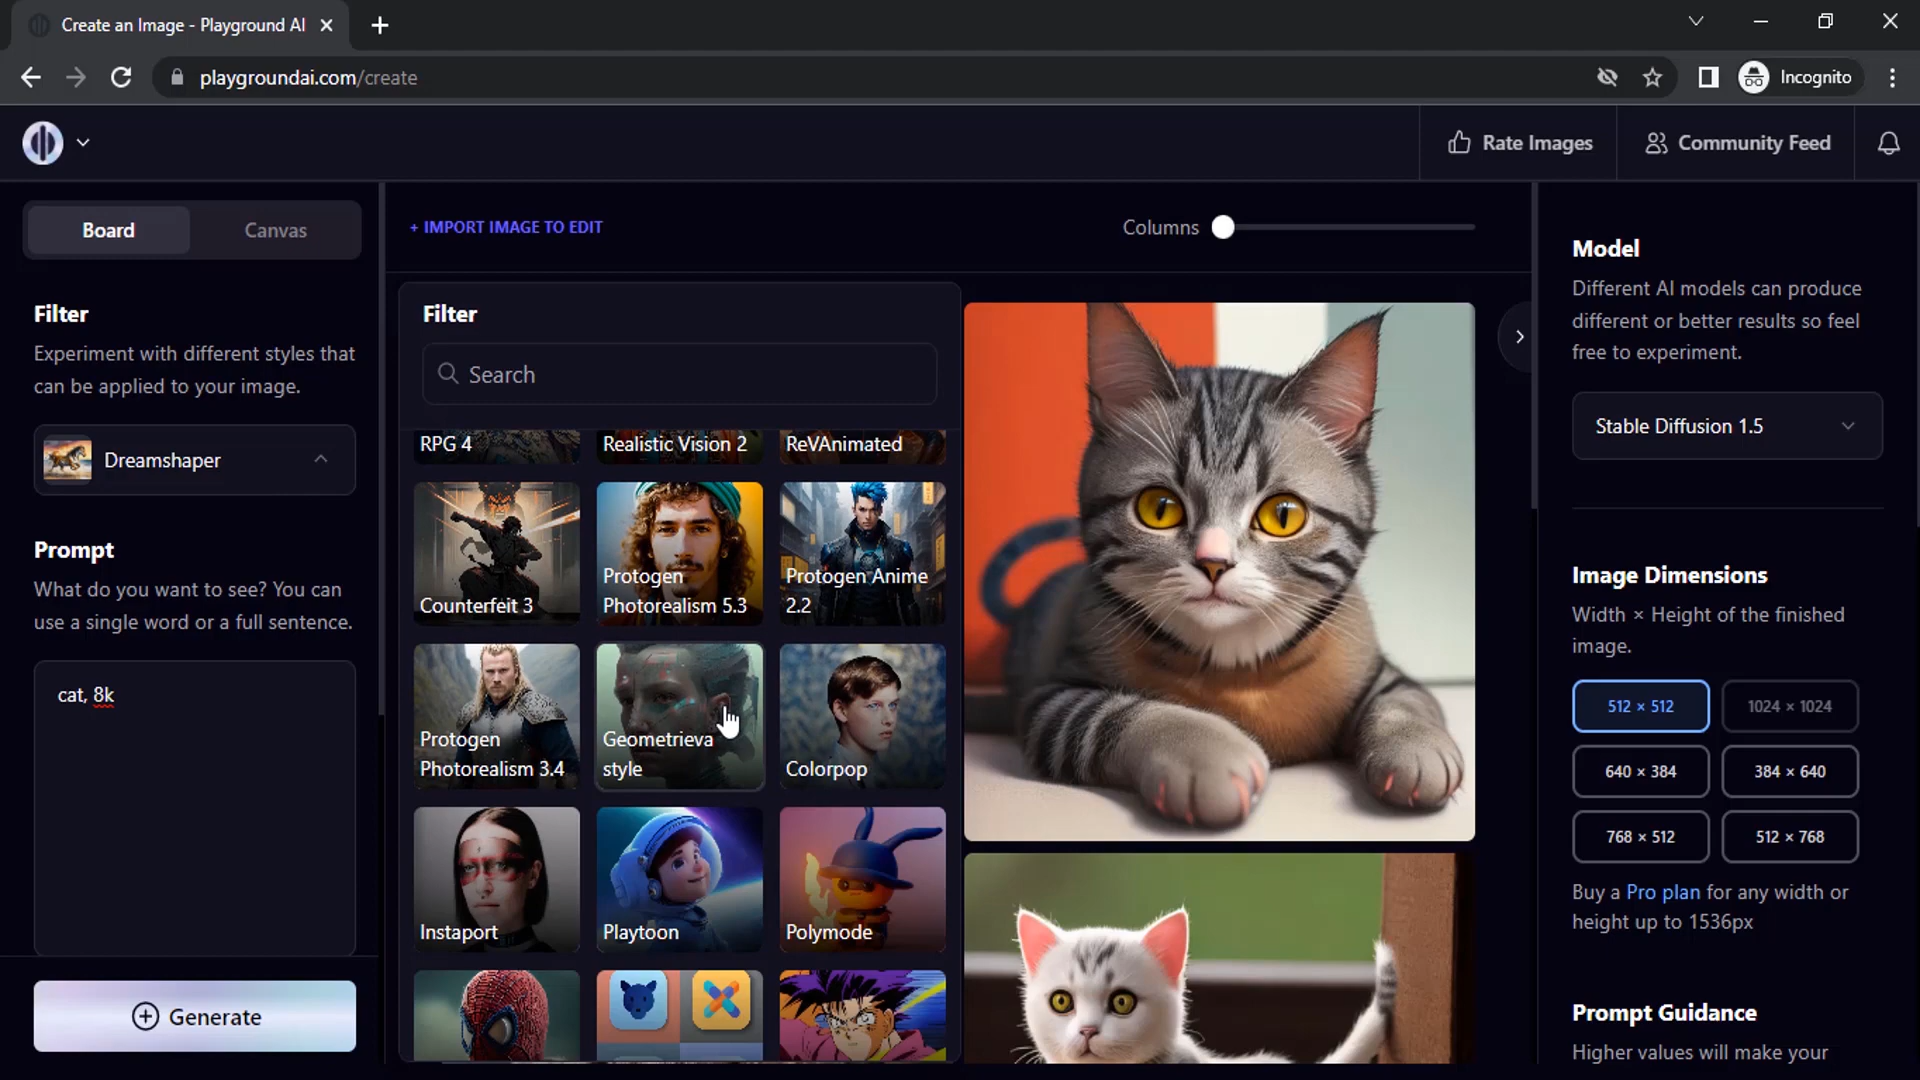 Create an Image - Playground AI
playgroundai.com/create
Incognito
Rate Images
Community Feed
Board
Canvas
Filter
Experiment with different styles that
can be applied to your image.
Dreamshaper
Prompt
What do you want to see? You can
use a single word or a full sentence.
cat, 8k
Generate
+ IMPORT IMAGE TO EDIT
Columns
Filter
Search
RPG 4
Realistic Vision 2
ReVAnimated
Counterfeit 3
Protogen
Photorealism 5.3
Protogen Anime
2.2
Protogen
Photorealism 3.4
Geometrieva
style
Colorpop
Instaport
Playtoon
Polymode
Model
Different AI models can produce
different or better results so feel
free to experiment.
Stable Diffusion 1.5
Image Dimensions
Width × Height of the finished
image.
512 × 512
1024 × 1024
640 × 384
384 × 640
768 × 512
512 × 768
Buy a Pro plan for any width or
height up to 1536px
Prompt Guidance
Higher values will make your